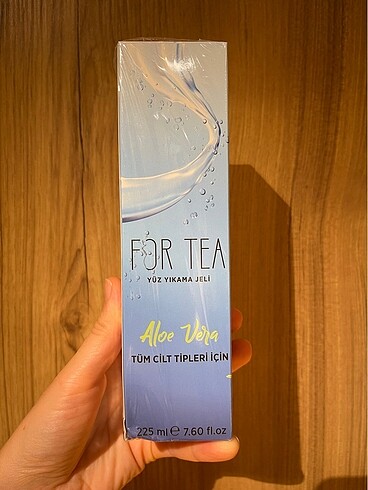 FOR TEA
YÜZ YIKAMA JELİ
Aloe Vera
TÜM CİLT TİPLERİ İÇİN
225 ml ℮ 7.60 fl.oz